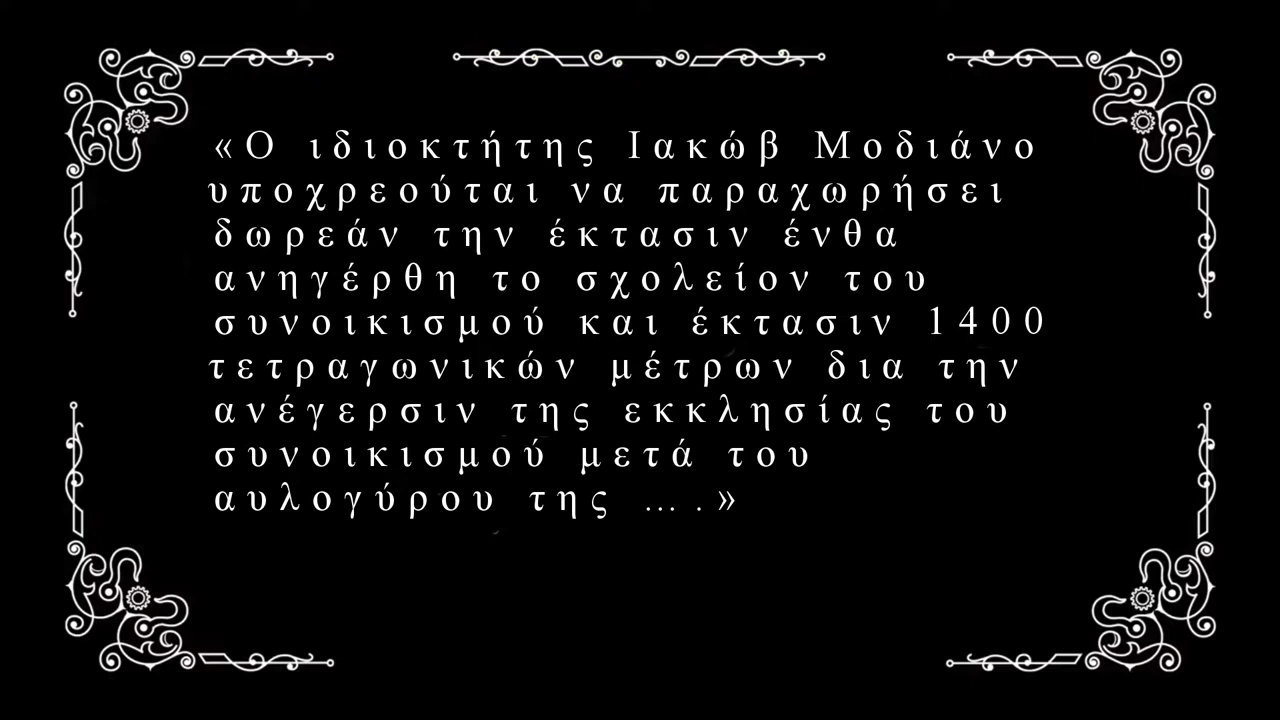 «Ο ιδιοκτήτης Ιακώβ Μοδιάνο
υποχρεούται να παραχωρήσει
δωρεάν την έκτασιν ένθα
ανηγέρθη το σχολείον του
συνοικισμού και έκτασιν 1400
τετραγωνικών μέτρων δια την
ανέγερσιν της εκκλησίας του
συνοικισμού μετά του
αυλογύρου της ... .»